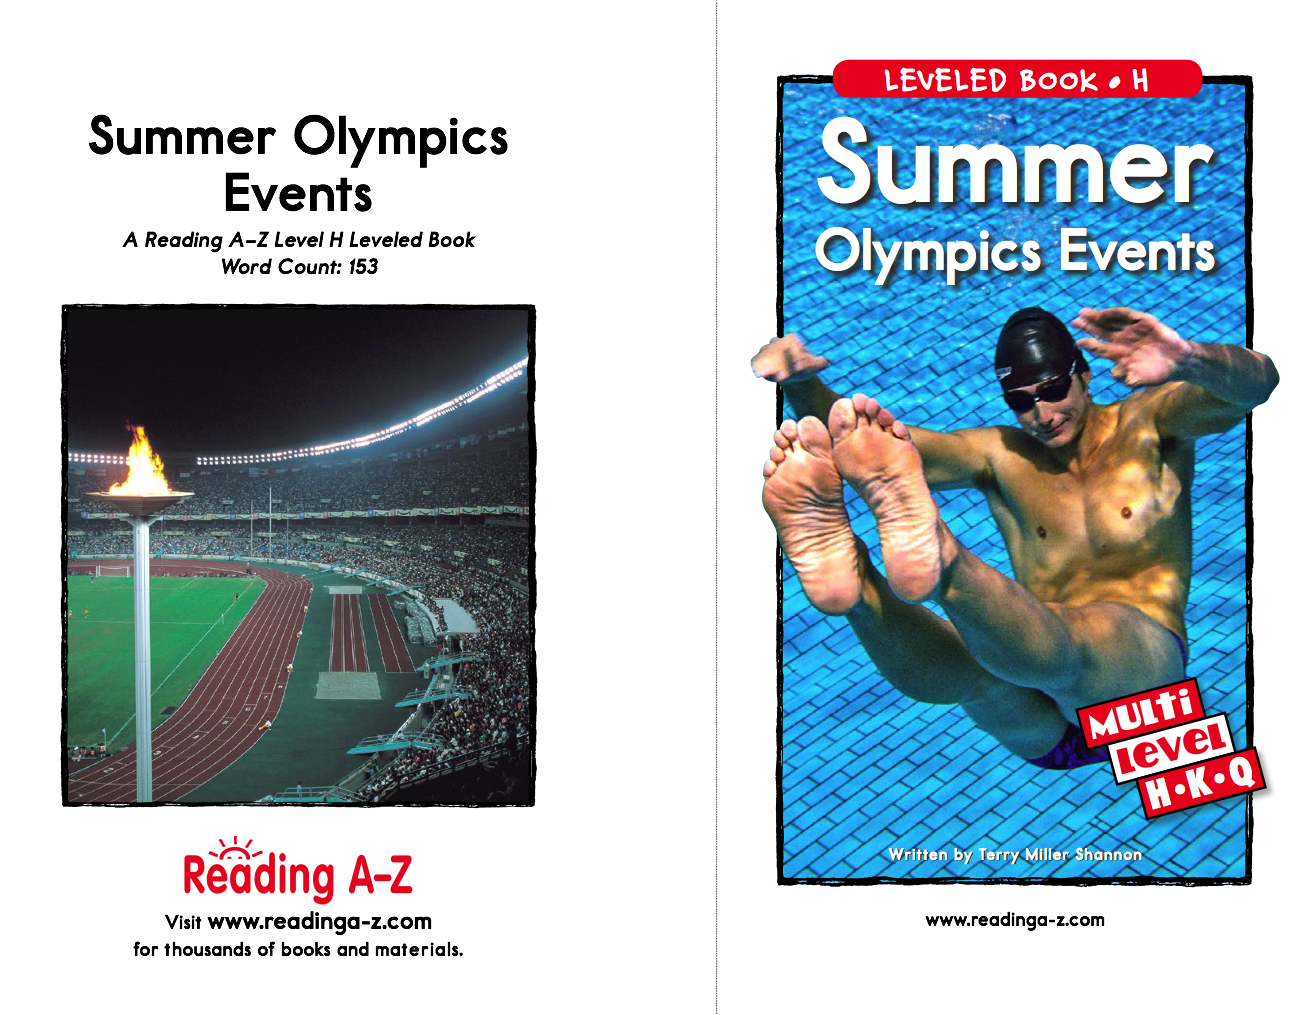 Summer Olympics
Events
A Reading A–Z Level H Leveled Book
Word Count: 153
Reading A–Z
Visit www.readinga-z.com
for thousands of books and materials.
LEVELED BOOK • H
Summer
Olympics Events
MULTi
level
H•K•Q
Written by Terry Miller Shannon
www.readinga-z.com